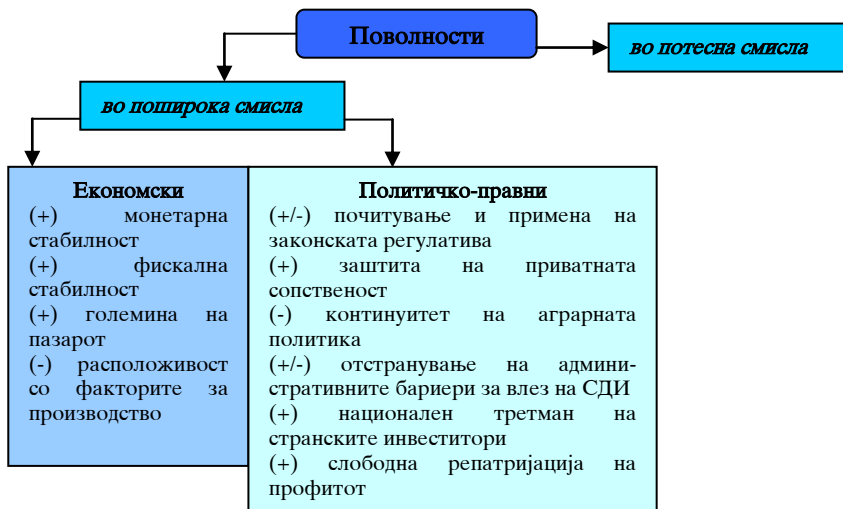 Поволности
во потесна смисла
во поширока смисла
Економски
(+) монетарна
стабилност
(+) фискална
стабилност
(+) големина на
пазарот
(-) расположивост
со факторите за
производство
Политичко-правни
(+/-) почитување и примена на
законската регулатива
(+) заштита на приватната
сопственост
(-) континуитет на аграрната
политика
(+/-) отстранување на админи-
стративните бариери за влез на СДИ
(+) национален третман на
странските инвеститори
(+) слободна репатријација на
профитот